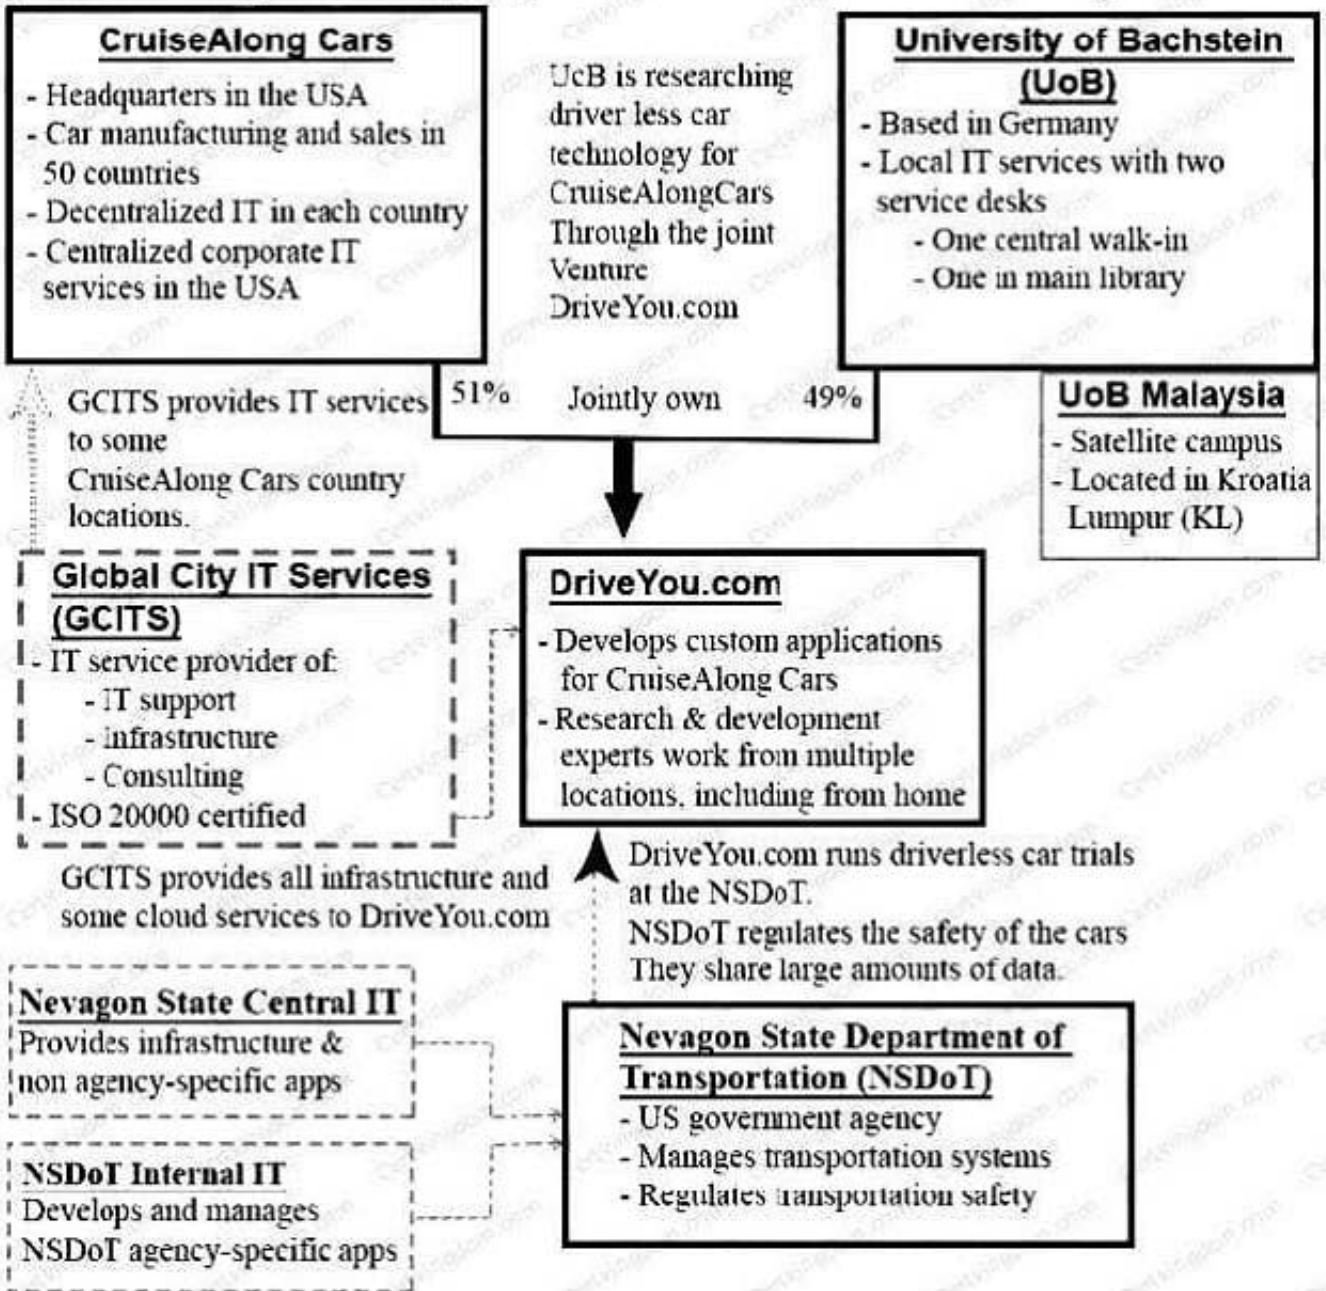 CruiseAlong Cars
- Headquarters in the USA
- Car manufacturing and sales in
50 countries
- Decentralized IT in each country
- Centralized corporate IT
services in the USA
UcB is researching
driver less car
technology for
CruiseAlongCars
Through the joint
Venture
DriveYou.com
University of Bachstein
(UoB)
- Based in Germany
- Local IT services with two
service desks
- One central walk-in
- One in main library
51% Jointly own 49%
UoB Malaysia
- Satellite campus
- Located in Kroatia
Lumpur (KL)
GCITS provides IT services
to some
CruiseAlong Cars country
locations.
Global City IT Services
(GCITS)
- IT service provider of:
- IT support
- Infrastructure
- Consulting
- ISO 20000 certified
DriveYou.com
- Develops custom applications
for CruiseAlong Cars
- Research & development
experts work from multiple
locations, including from home
GCITS provides all infrastructure and
some cloud services to DriveYou.com
DriveYou.com runs driverless car trials
at the NSDoT.
NSDoT regulates the safety of the cars
They share large amounts of data.
Nevagon State Central IT
Provides infrastructure &
non agency-specific apps
NSDoT Internal IT
Develops and manages
NSDoT agency-specific apps
Nevagon State Department of
Transportation (NSDoT)
- US government agency
- Manages transportation systems
- Regulates transportation safety